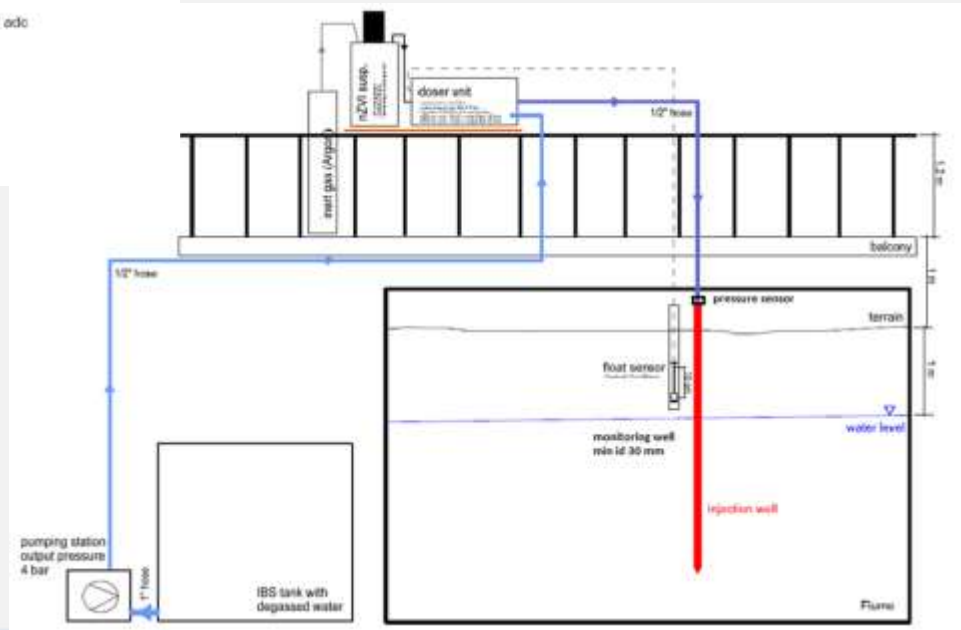 adc
nZVI susp.
doser unit
1/2" hose
inert gas (Argon)
1.2 m
balcony
1/2" hose
1 m
pressure sensor
terrain
float sensor
1 m
water level
monitoring well
min id 30 mm
injection well
pumping station
output pressure
4 bar
1" hose
IBS tank with
degassed water
Flume